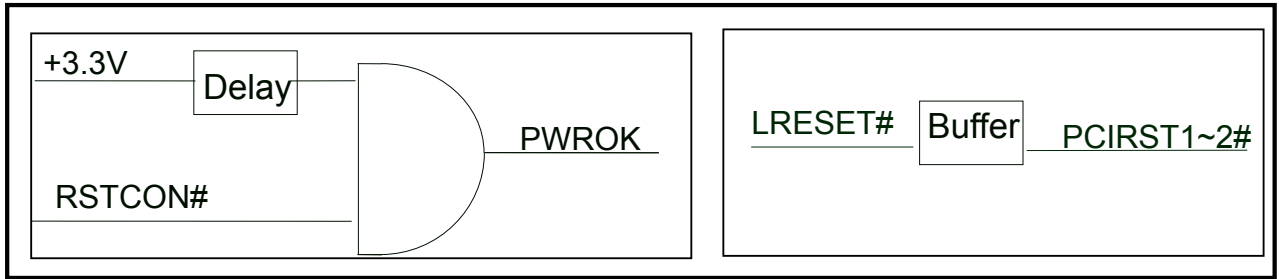 +3.3V
Delay
PWROK
RSTCON#
LRESET#
Buffer
PCIRST1~2#